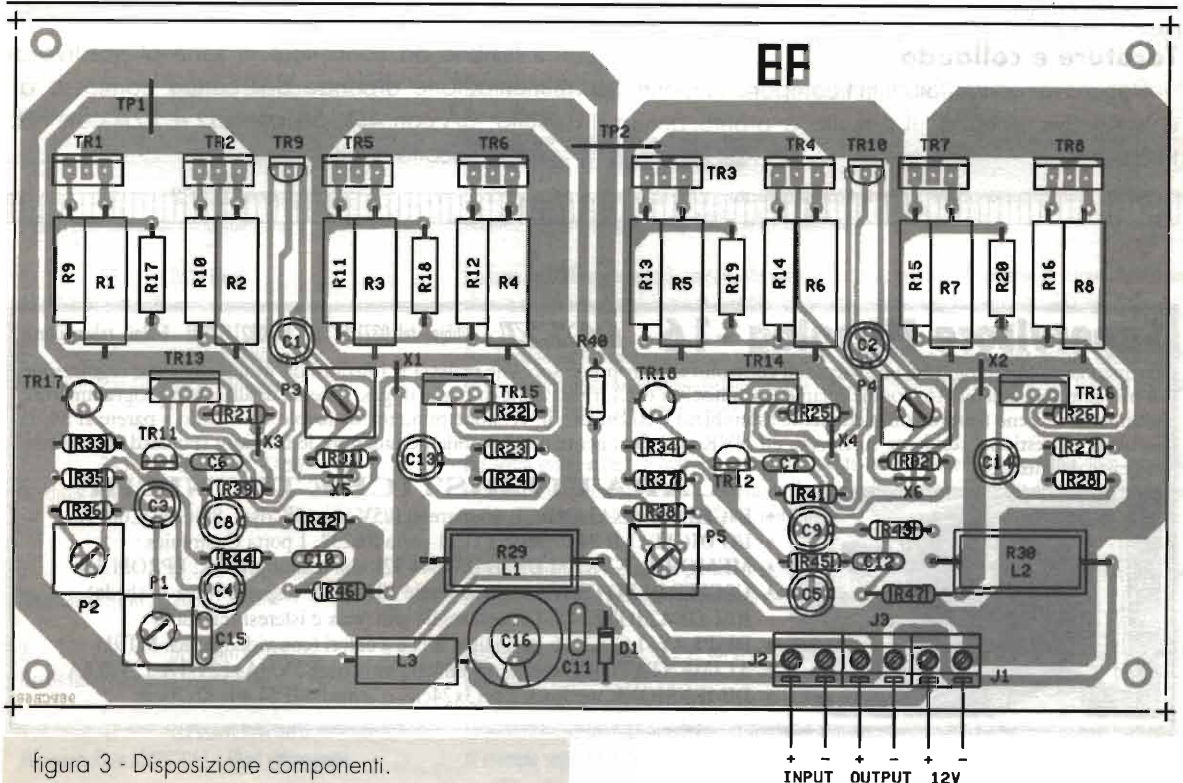 EF
TP1
TP2
TR1 TR2 TR9 TR5 TR6 TR3 TR4 TR10 TR7 TR8
R9 R1 R17 R10 R2 R11 R3 R18 R12 R4 R13 R5 R19 R14 R6 R15 R7 R20 R16 R8
C1 C2
R40
TR17 TR13 P3 X1 TR15 TR18 TR14 P4 X2 TR16
R21 R22 R25 R26
R33 TR11 C6 X3 R31 C13 R23 R34 TR12 C7 X4 R32 C14 R27
R35 R39 X5 R24 R37 R41 X6 R28
R36 C3 C8 R42 R38 C9 R43
P2 P1 R44 C10 R29 P5 R45 C12 R30
C4 R46 L1 C5 R47 L2
C15 L3 C16 C11 D1 J2 J3 J1
+ - + - + -
INPUT OUTPUT 12V
figura 3 - Disposizione componenti.